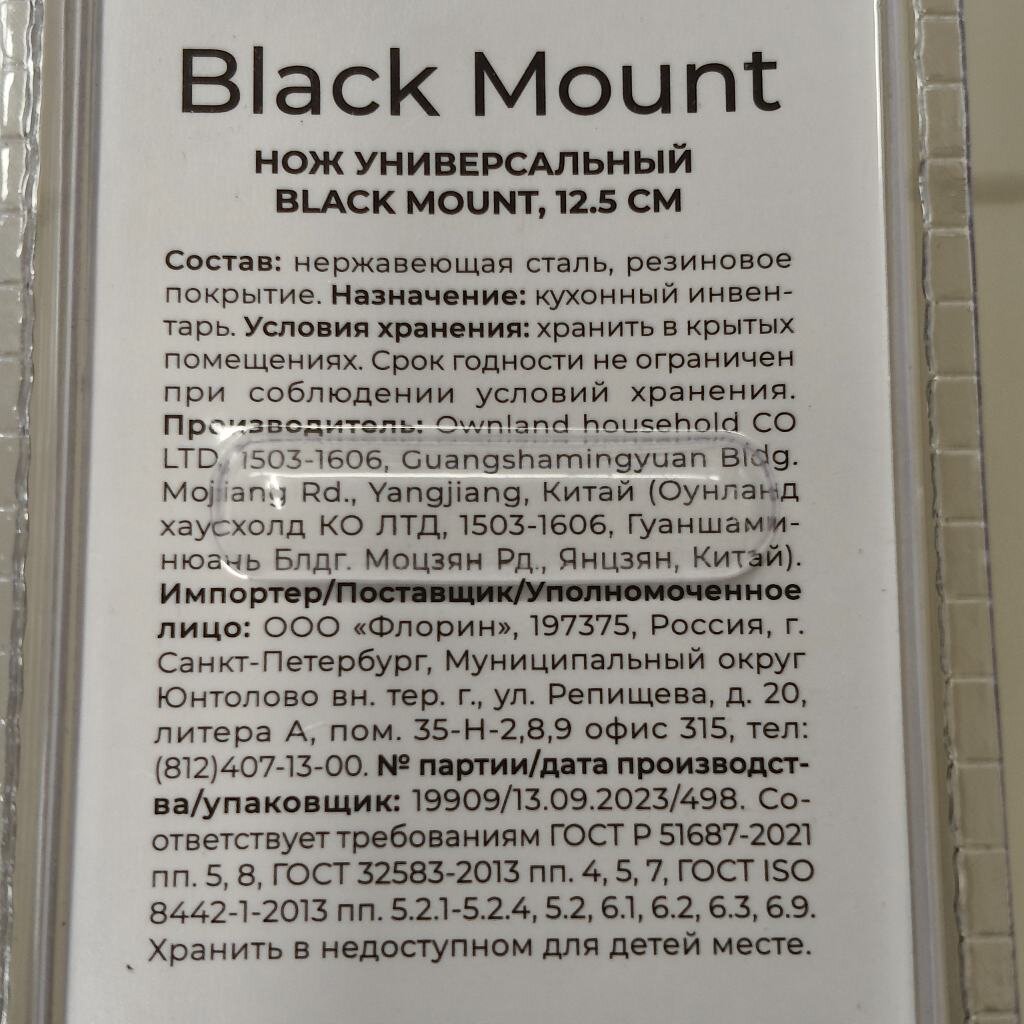 Black Mount
НОЖ УНИВЕРСАЛЬНЫЙ
BLACK MOUNT, 12.5 СМ
Состав: нержавеющая сталь, резиновое
покрытие. Назначение: кухонный инвен-
тарь. Условия хранения: хранить в крытых
помещениях. Срок годности не ограничен
при соблюдении условий хранения.
Производитель: Ownland household CO
LTD, 1503-1606, Guangshamingyuan Bldg.
Mojiang Rd., Yangjiang, Китай (Оунланд
хаусхолд КО ЛТД, 1503-1606, Гуаншами-
нюань Блдг. Моцзян Рд., Янцзян, Китай).
Импортер/Поставщик/Уполномоченное
лицо: ООО «Флорин», 197375, Россия, г.
Санкт-Петербург, Муниципальный округ
Юнтолово вн. тер. г., ул. Репищева, д. 20,
литера А, пом. 35-Н-2,8,9 офис 315, тел:
(812)407-13-00. № партии/дата производст-
ва/упаковщик: 19909/13.09.2023/498. Со-
ответствует требованиям ГОСТ Р 51687-2021
пп. 5, 8, ГОСТ 32583-2013 пп. 4, 5, 7, ГОСТ ISO
8442-1-2013 пп. 5.2.1-5.2.4, 5.2, 6.1, 6.2, 6.3, 6.9.
Хранить в недоступном для детей месте.